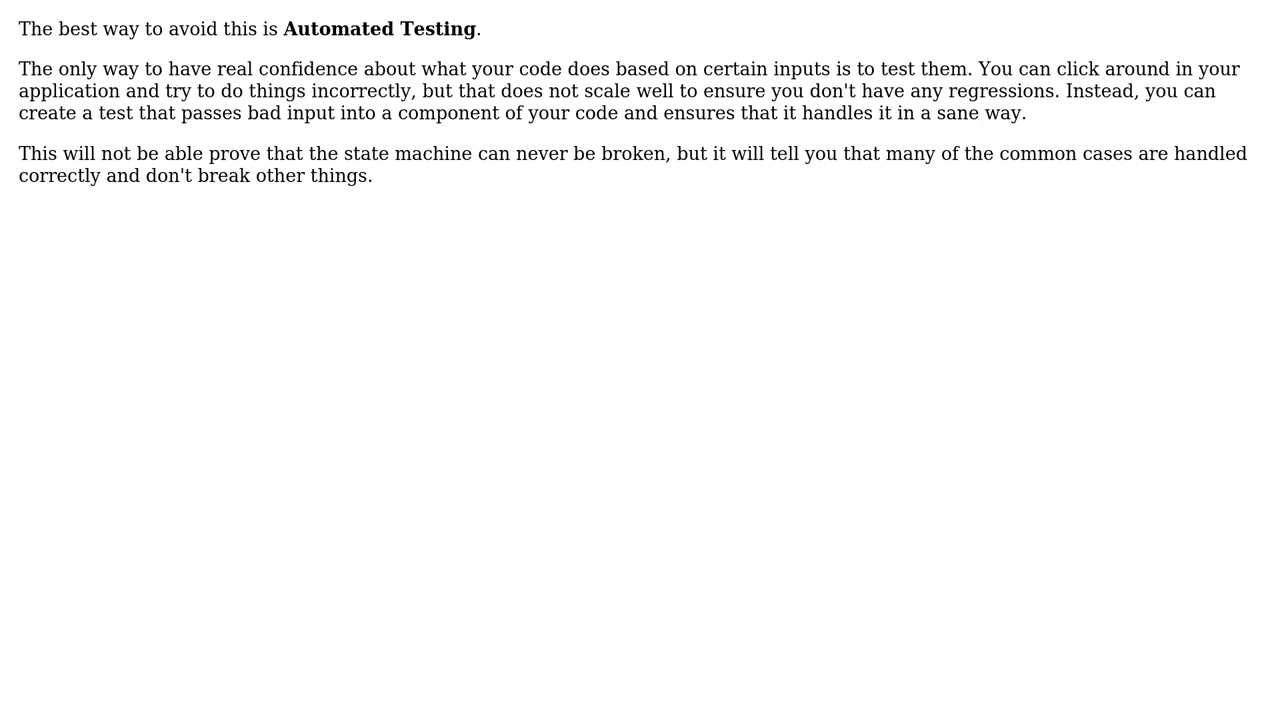 The best way to avoid this is Automated Testing.
The only way to have real confidence about what your code does based on certain inputs is to test them. You can click around in your
application and try to do things incorrectly, but that does not scale well to ensure you don't have any regressions. Instead, you can
create a test that passes bad input into a component of your code and ensures that it handles it in a sane way.
This will not be able prove that the state machine can never be broken, but it will tell you that many of the common cases are handled
correctly and don't break other things.